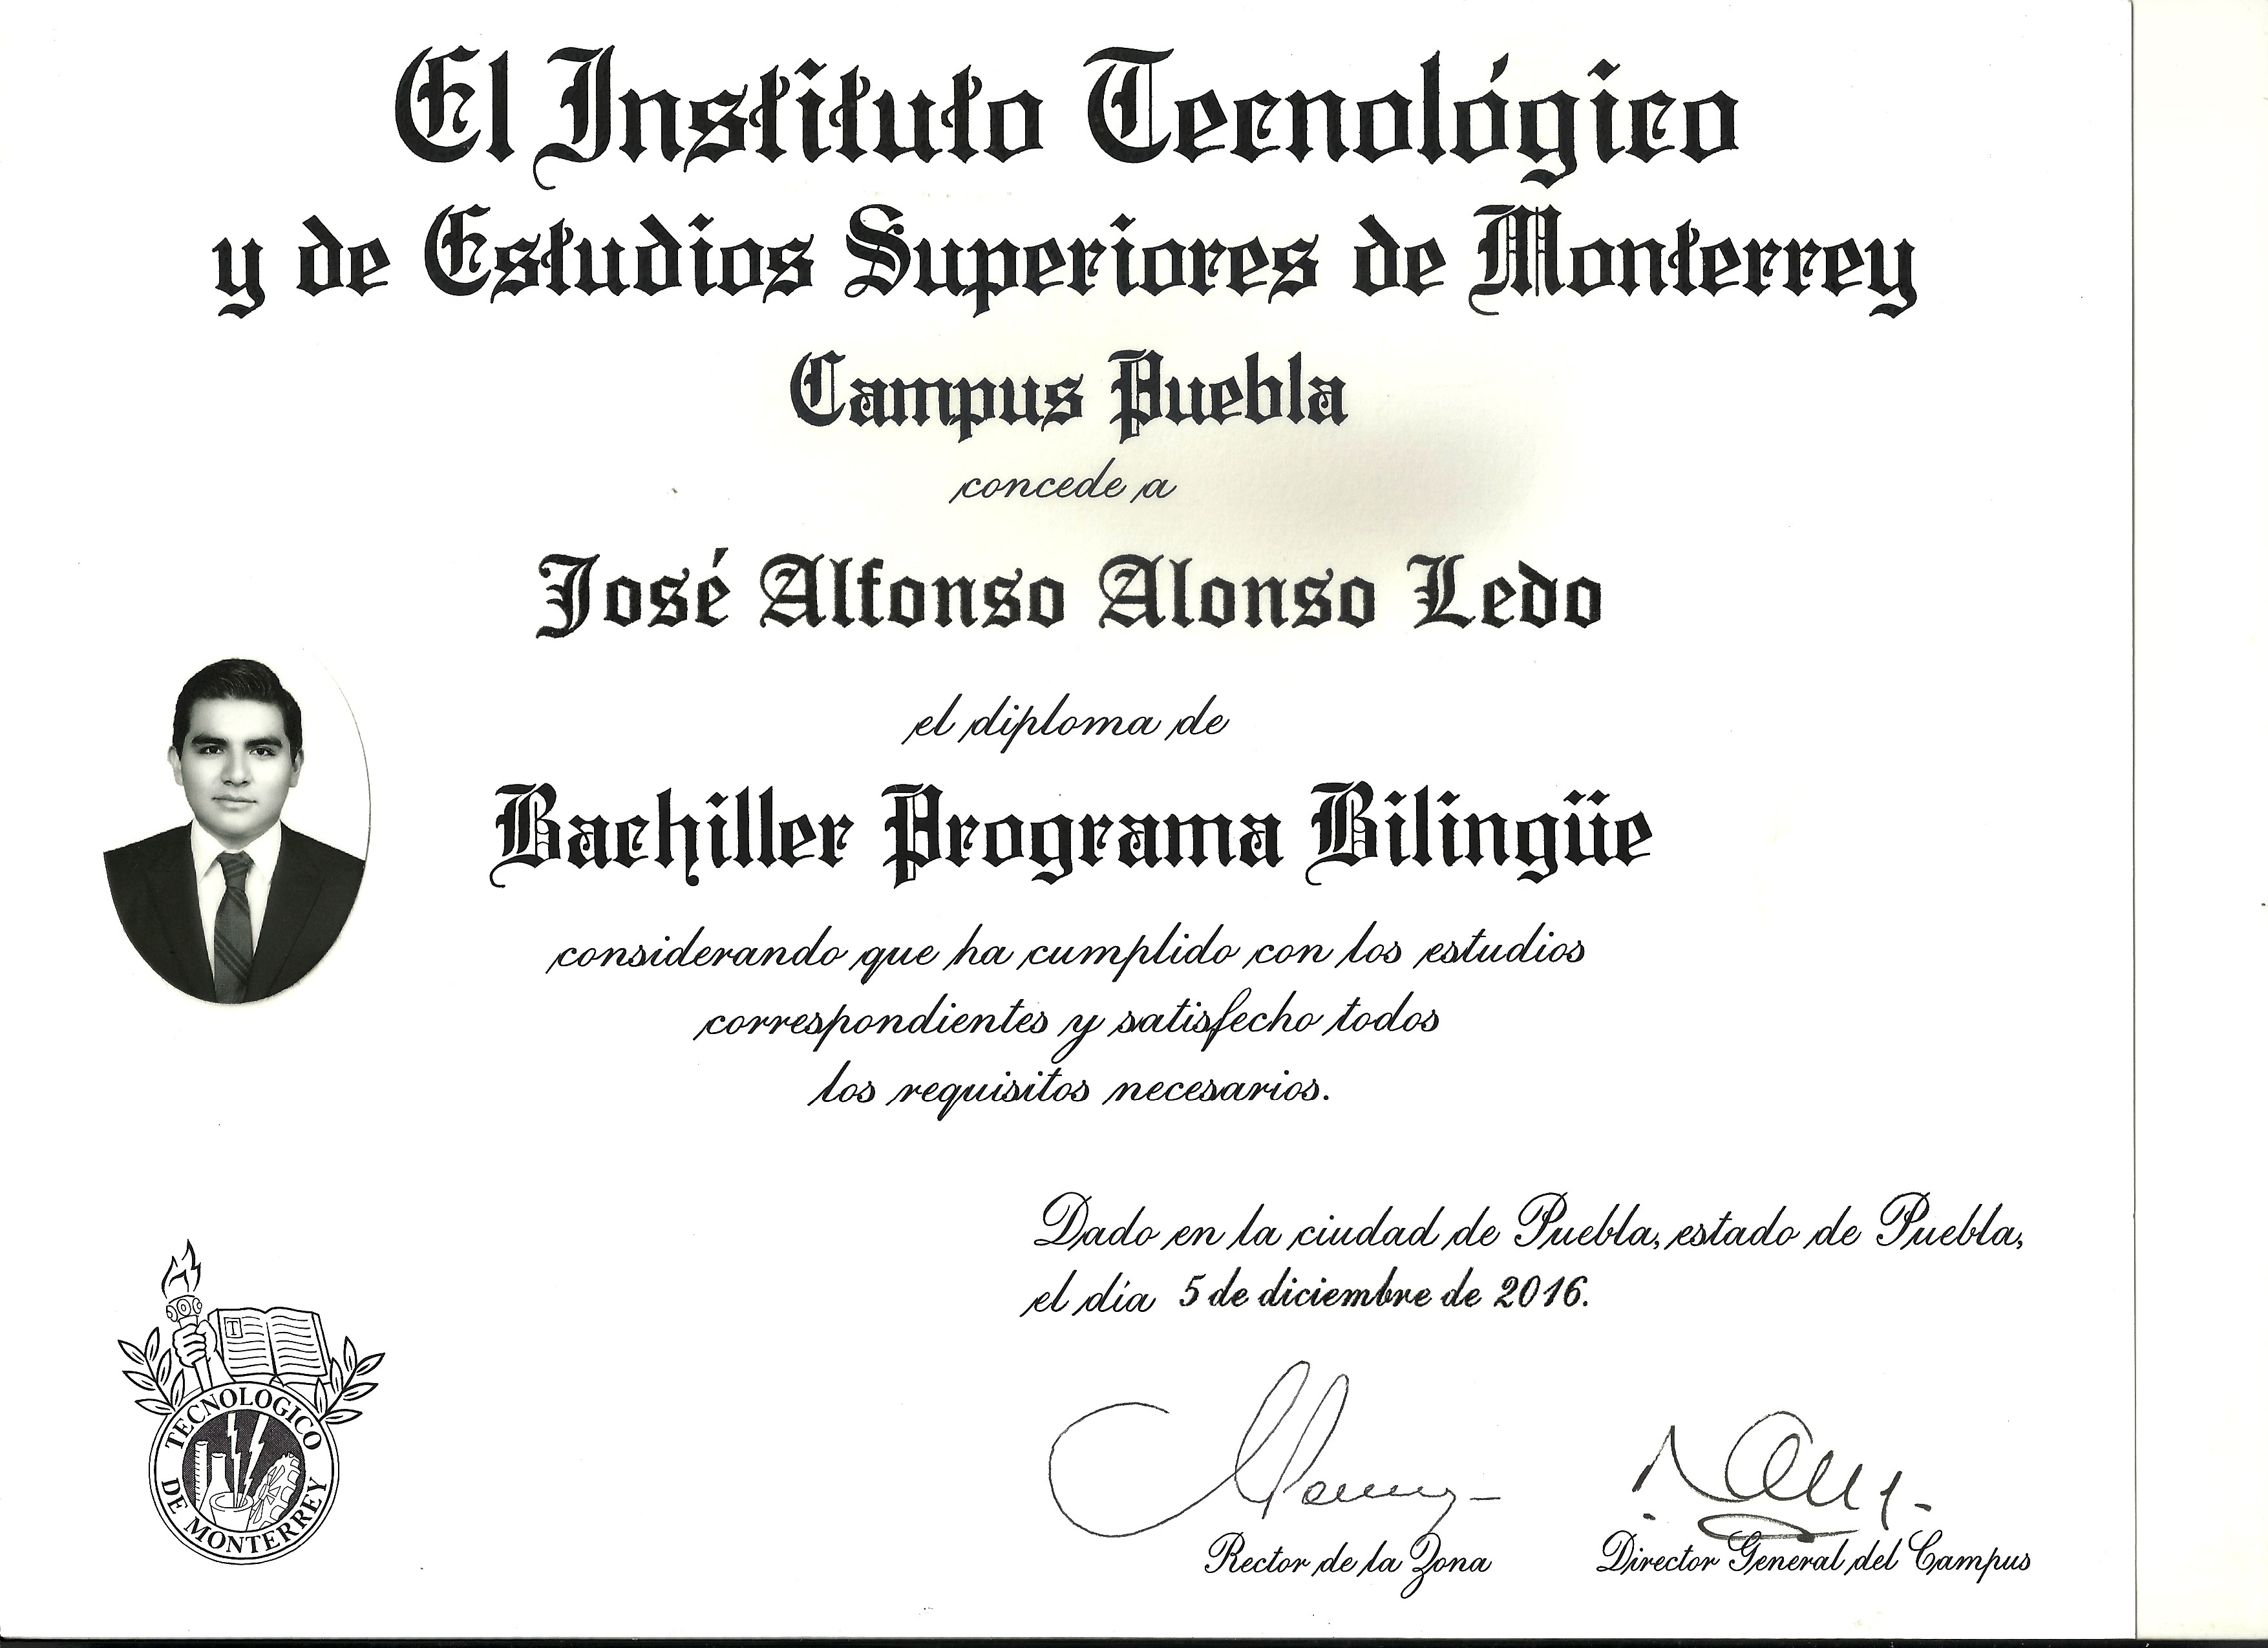 El Instituto Tecnológico
y de Estudios Superiores de Monterrey
Campus Puebla
concede a
José Alfonso Alonso Ledo
el diploma de
Bachiller Programa Bilingüe
considerando que ha cumplido con los estudios
correspondientes y satisfecho todos
los requisitos necesarios.
Dado en la ciudad de Puebla, estado de Puebla,
el día 5 de diciembre de 2016.
T
TECNOLOGICO
DE MONTERREY
Rector de la Zona
Director General del Campus